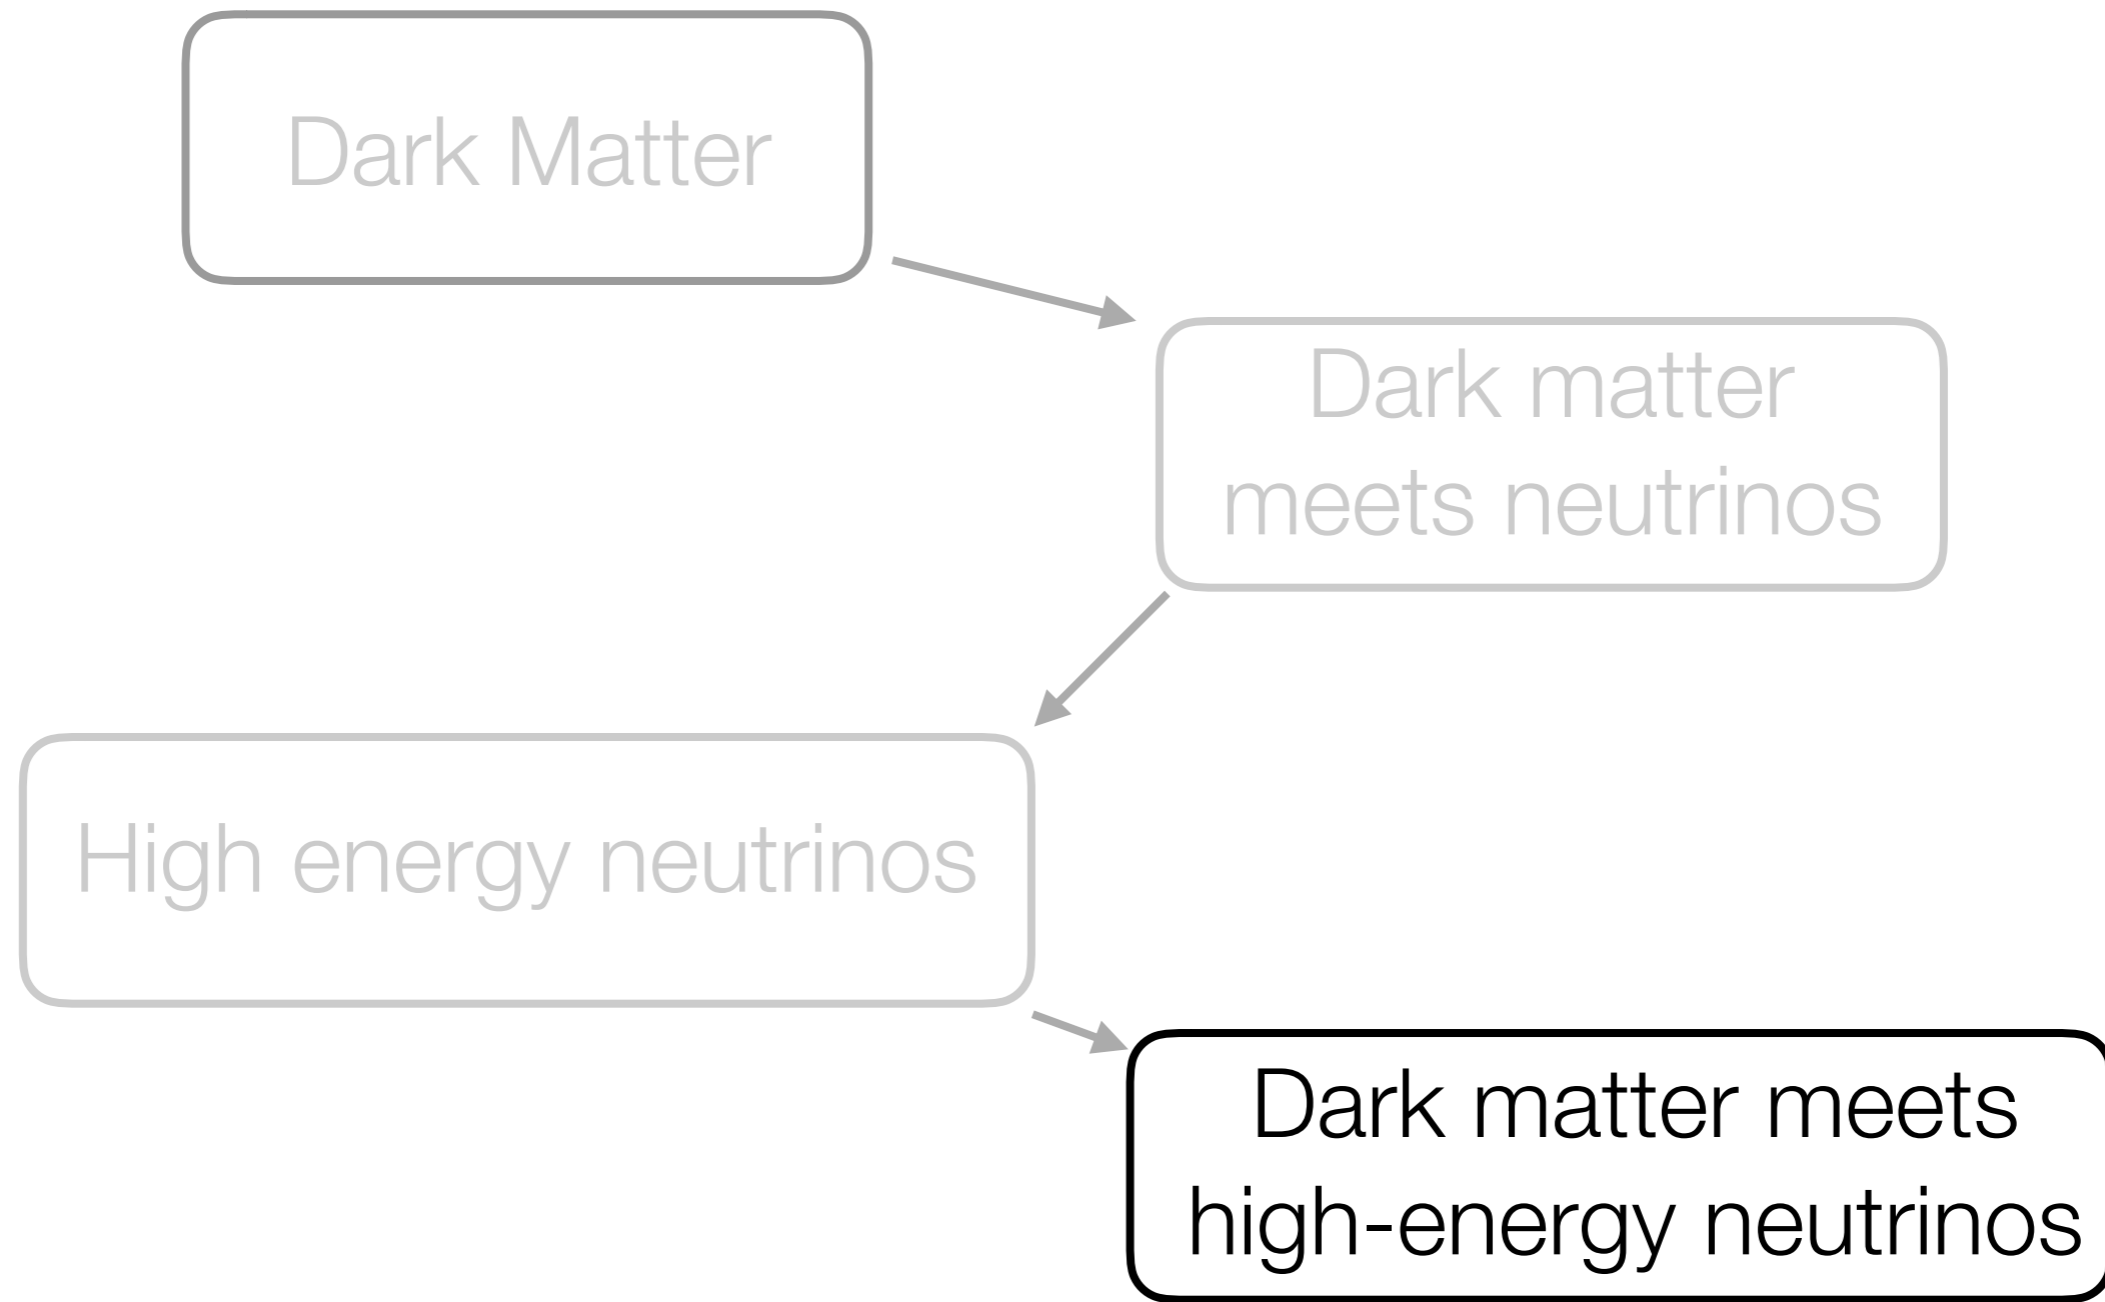 Dark Matter
Dark matter
meets neutrinos
High energy neutrinos
Dark matter meets
high-energy neutrinos